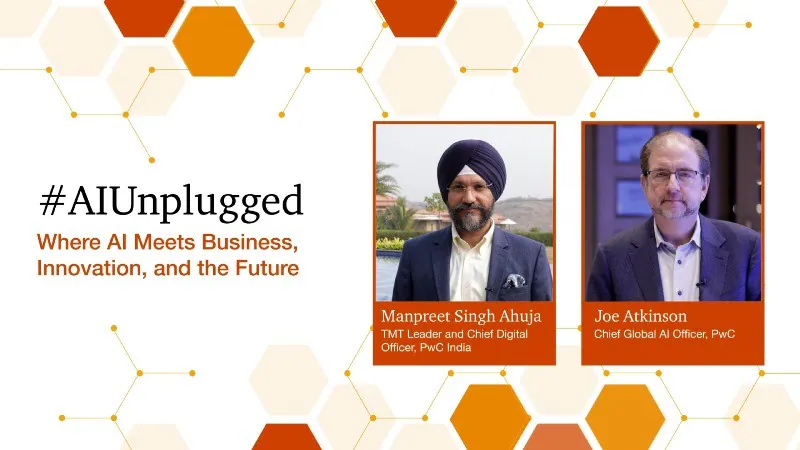 #AIUnplugged
Where AI Meets Business,
Innovation, and the Future
Manpreet Singh Ahuja
TMT Leader and Chief Digital
Officer, PwC India
Joe Atkinson
Chief Global AI Officer, PwC